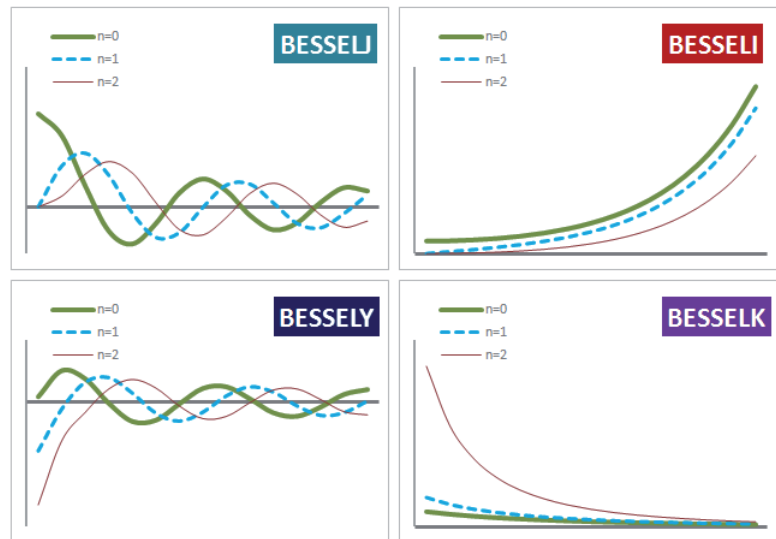 n=0
n=1
n=2
BESSELJ
n=0
n=1
n=2
BESSELI
n=0
n=1
n=2
BESSELY
n=0
n=1
n=2
BESSELK